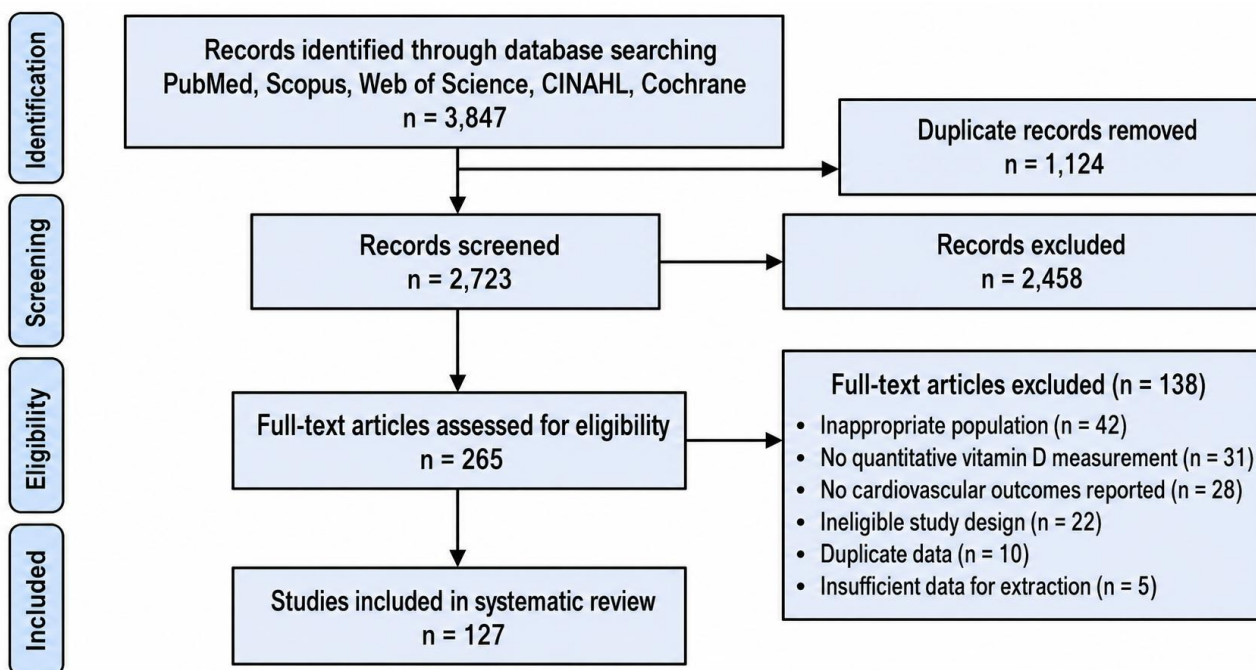 Identification
Records identified through database searching
PubMed, Scopus, Web of Science, CINAHL, Cochrane
n = 3,847
Duplicate records removed
n = 1,124
Screening
Records screened
n = 2,723
Records excluded
n = 2,458
Eligibility
Full-text articles assessed for eligibility
n = 265
Full-text articles excluded (n = 138)
• Inappropriate population (n = 42)
• No quantitative vitamin D measurement (n = 31)
• No cardiovascular outcomes reported (n = 28)
• Ineligible study design (n = 22)
• Duplicate data (n = 10)
• Insufficient data for extraction (n = 5)
Included
Studies included in systematic review
n = 127